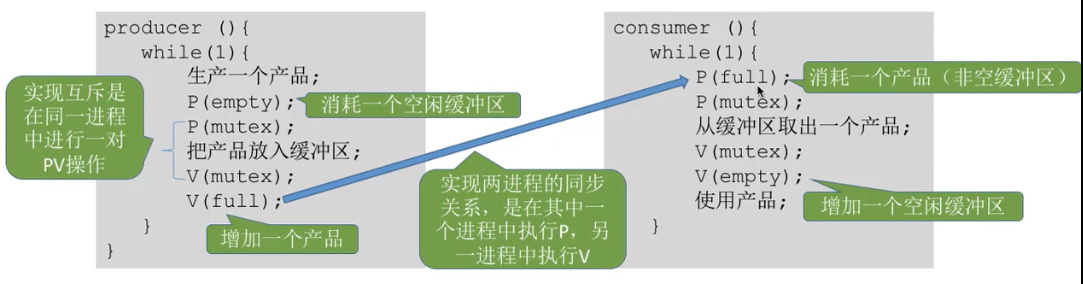 producer (){
while(1){
生产一个产品;
P(empty);
P(mutex);
把产品放入缓冲区;
V(mutex);
V(full);
}
}
实现互斥是
在同一进程
中进行一对
PV操作
消耗一个空闲缓冲区
增加一个产品
实现两进程的同步
关系，是在其中一
个进程中执行P，另
一进程中执行V
consumer (){
while(1){
P(full);
P(mutex);
从缓冲区取出一个产品;
V(mutex);
V(empty);
使用产品;
}
消耗一个产品（非空缓冲区）
增加一个空闲缓冲区